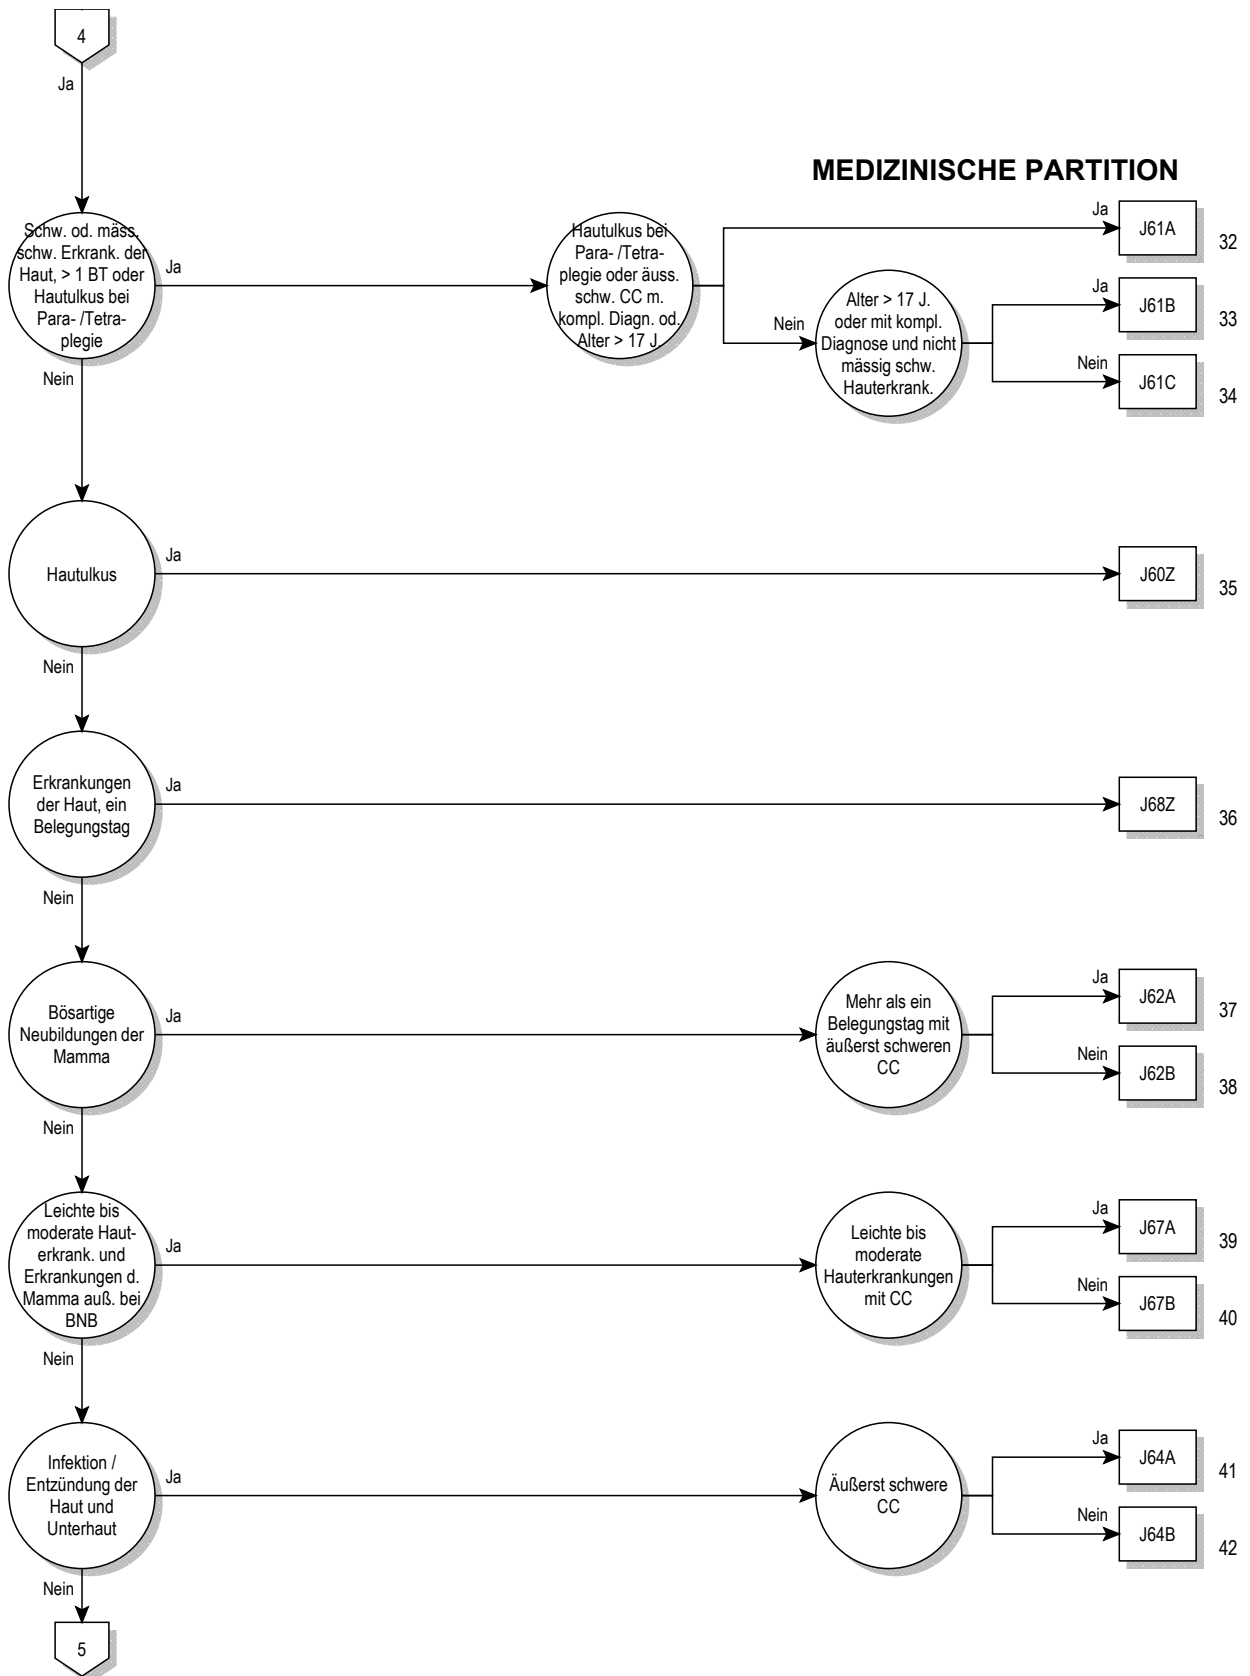 4
Ja
MEDIZINISCHE PARTITION
Schw. od. mäss.
schw. Erkrank. der
Haut, > 1 BT oder
Hautulkus bei
Para- /Tetra-
plegie
Ja
Hautulkus bei
Para- /Tetra-
plegie oder äuss.
schw. CC m.
kompl. Diagn. od.
Alter > 17 J.
Ja
J61A
32
Nein
Alter > 17 J.
oder mit kompl.
Diagnose und nicht
mässig schw.
Hauterkrank.
Ja
J61B
33
Nein
J61C
34
Nein
Hautulkus
Ja
J60Z
35
Nein
Erkrankungen
der Haut, ein
Belegungstag
Ja
J68Z
36
Nein
Bösartige
Neubildungen der
Mamma
Ja
Mehr als ein
Belegungstag mit
äußerst schweren
CC
Ja
J62A
37
Nein
J62B
38
Nein
Leichte bis
moderate Haut-
erkrank. und
Erkrankungen d.
Mamma auß. bei
BNB
Ja
Leichte bis
moderate
Hauterkrankungen
mit CC
Ja
J67A
39
Nein
J67B
40
Nein
Infektion /
Entzündung der
Haut und
Unterhaut
Ja
Äußerst schwere
CC
Ja
J64A
41
Nein
J64B
42
Nein
5